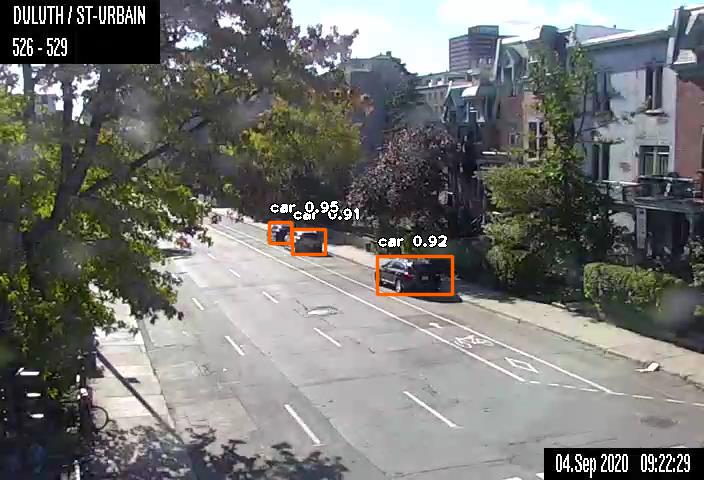 DULUTH / ST-URBAIN
526 - 529
car 0.95
car 0.91
car 0.92
04.Sep 2020 09:22:29